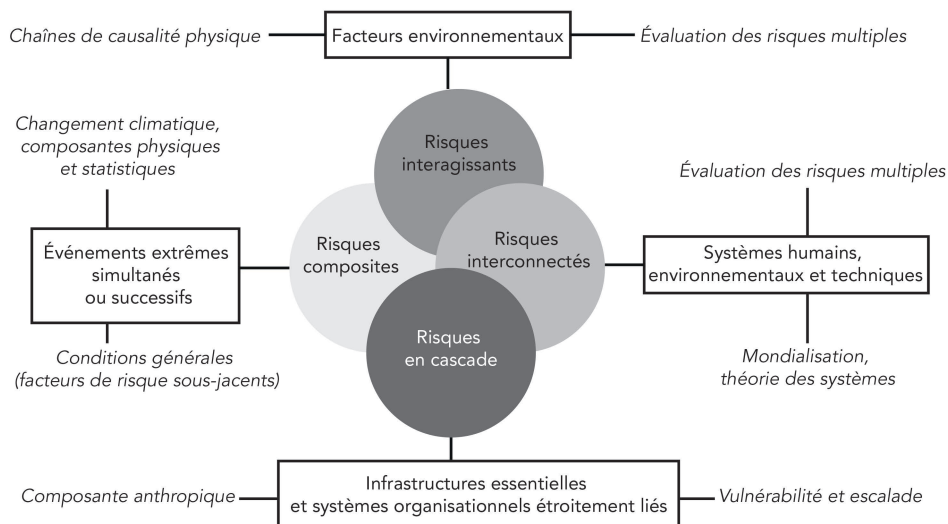 Chaînes de causalité physique
Facteurs environnementaux
Évaluation des risques multiples
Changement climatique,
composantes physiques
et statistiques
Risques
interagissants
Évaluation des risques multiples
Événements extrêmes
simultanés
ou successifs
Risques
composites
Risques
interconnectés
Systèmes humains,
environnementaux et techniques
Risques
en cascade
Conditions générales
(facteurs de risque sous-jacents)
Mondialisation,
théorie des systèmes
Composante anthropique
Infrastructures essentielles
et systèmes organisationnels étroitement liés
Vulnérabilité et escalade